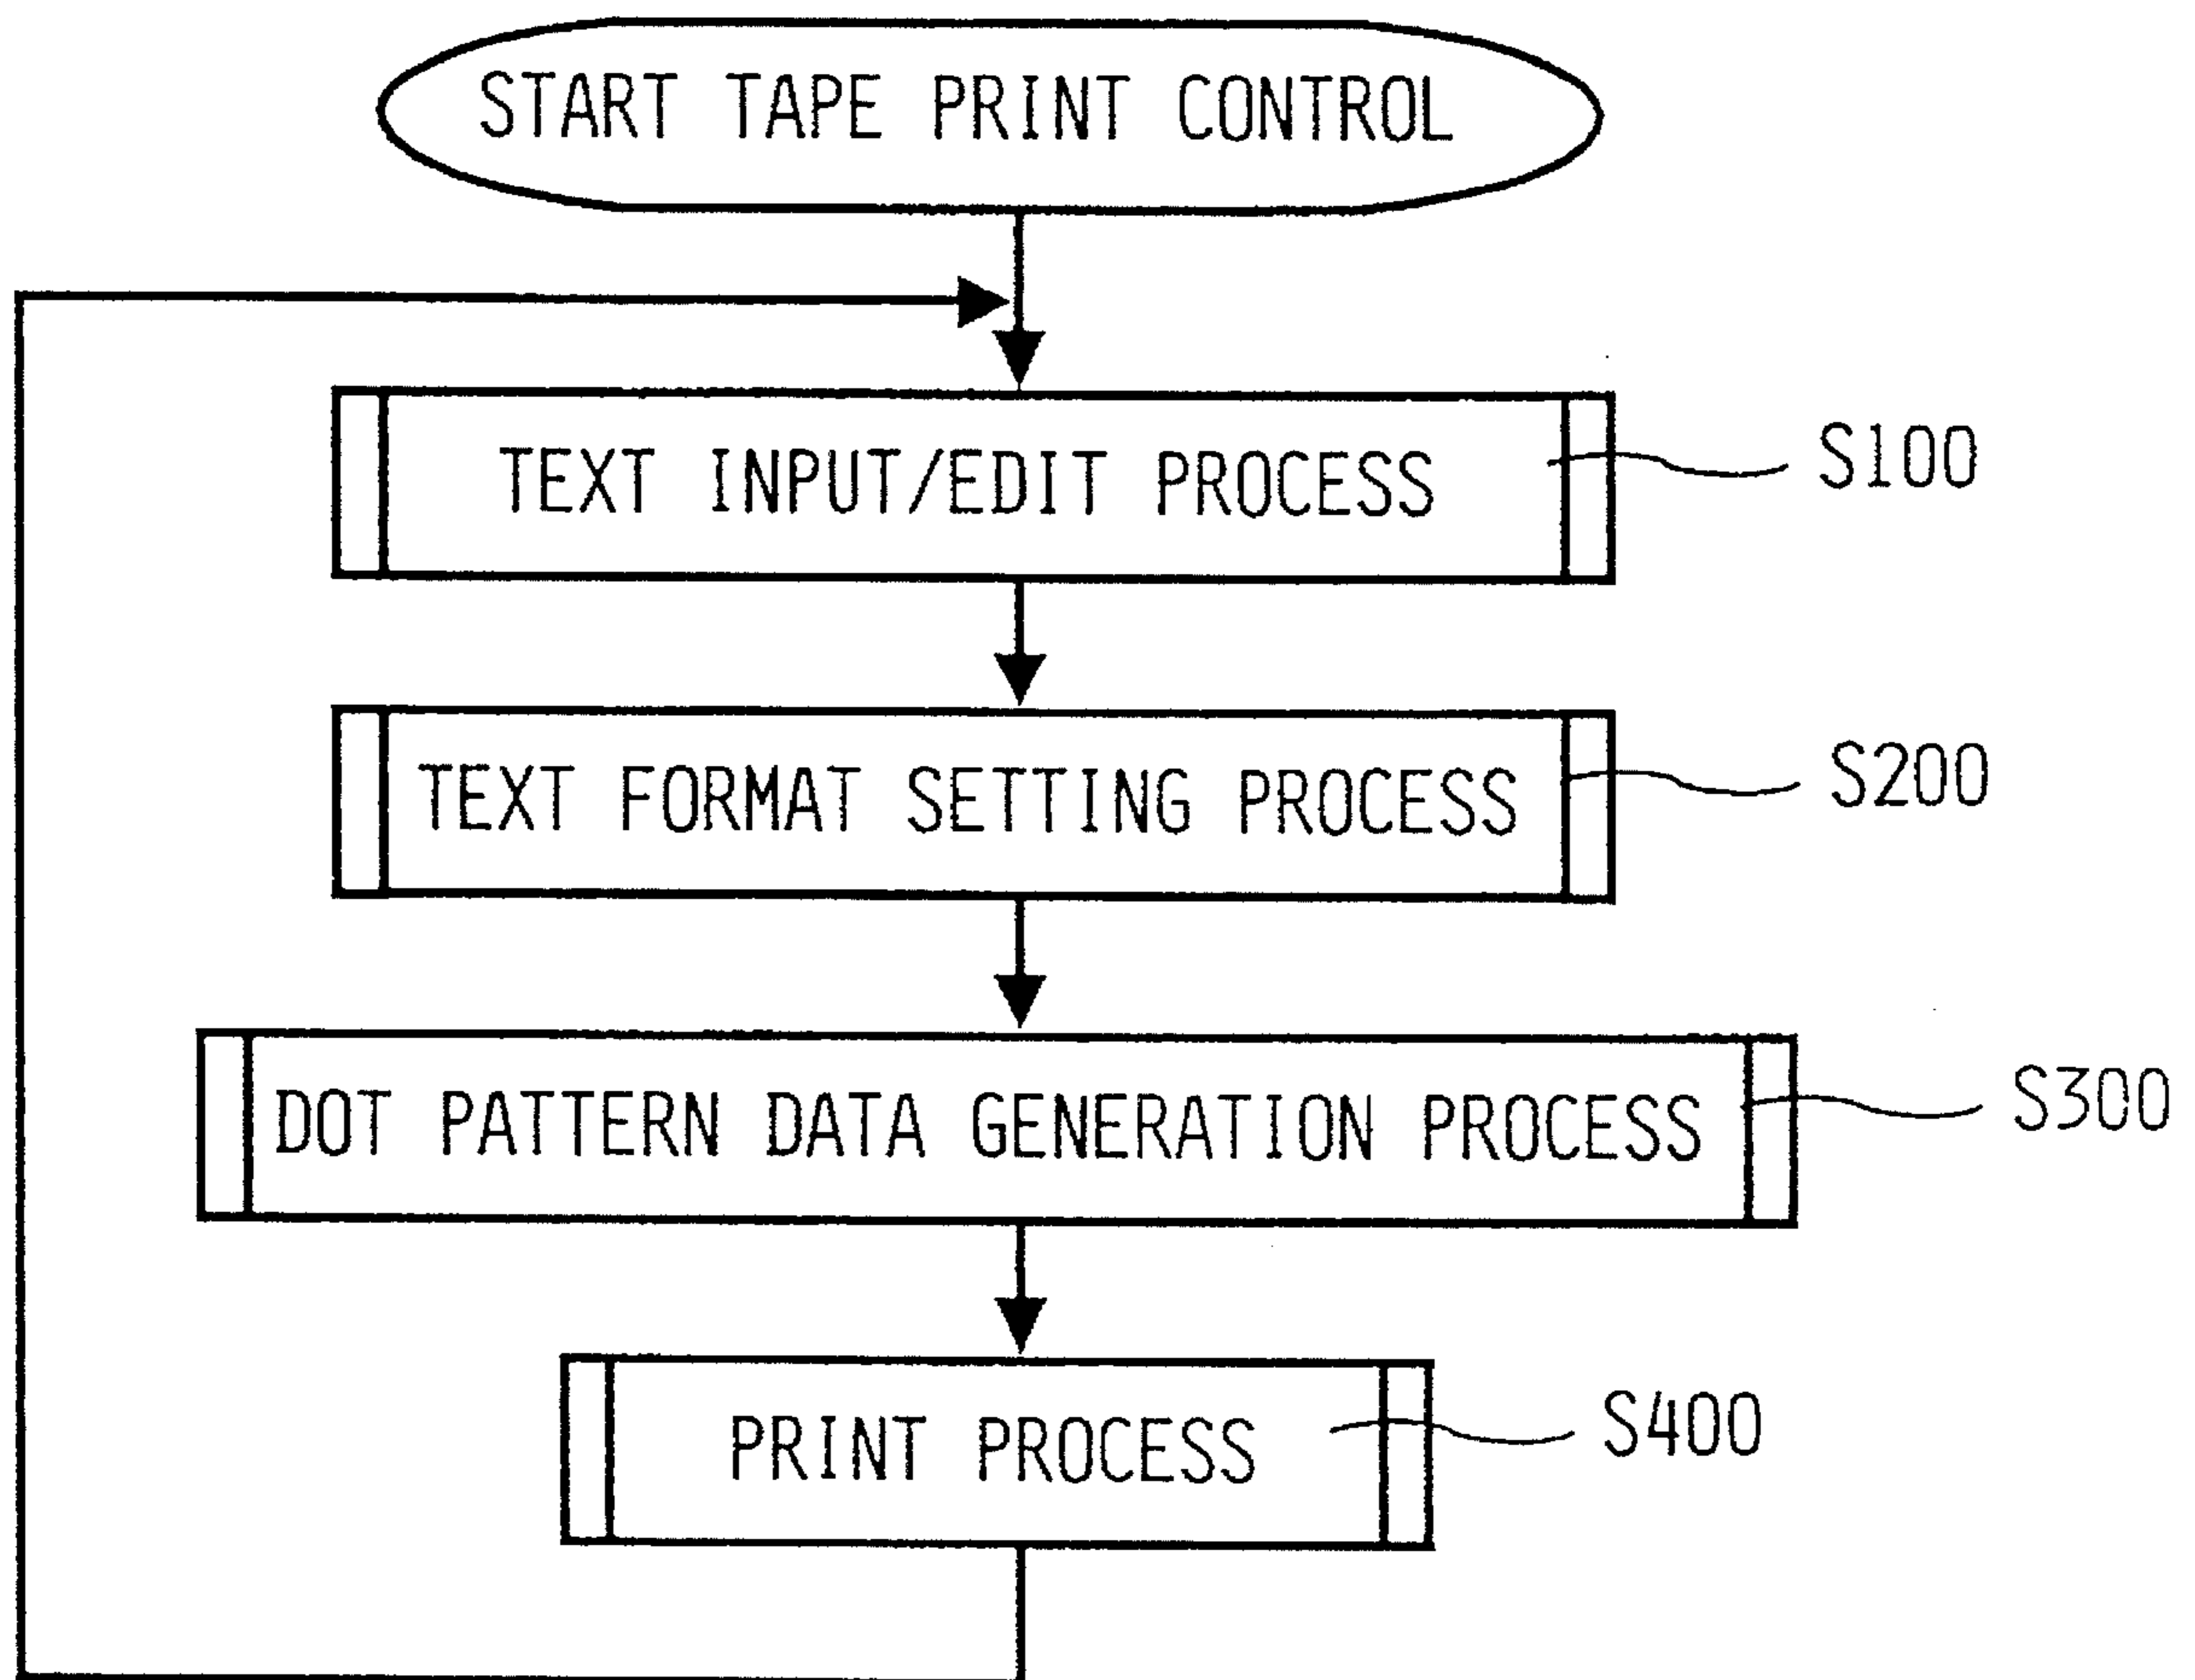 START TAPE PRINT CONTROL
TEXT INPUT/EDIT PROCESS
S100
TEXT FORMAT SETTING PROCESS
S200
DOT PATTERN DATA GENERATION PROCESS
S300
PRINT PROCESS
S400